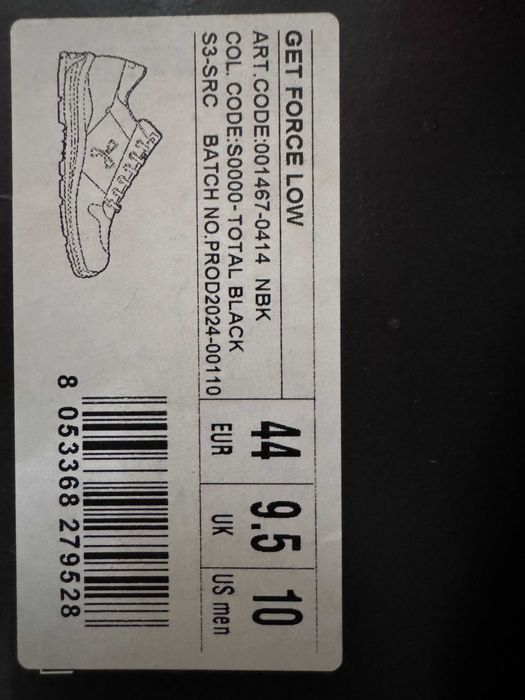 GET FORCE LOW
ART.CODE:001467-0414 NBK
COL. CODE:S0000- TOTAL BLACK
S3-SRC BATCH NO.PROD2024-00110
44 9.5 10
EUR UK US men
8 053368 279528